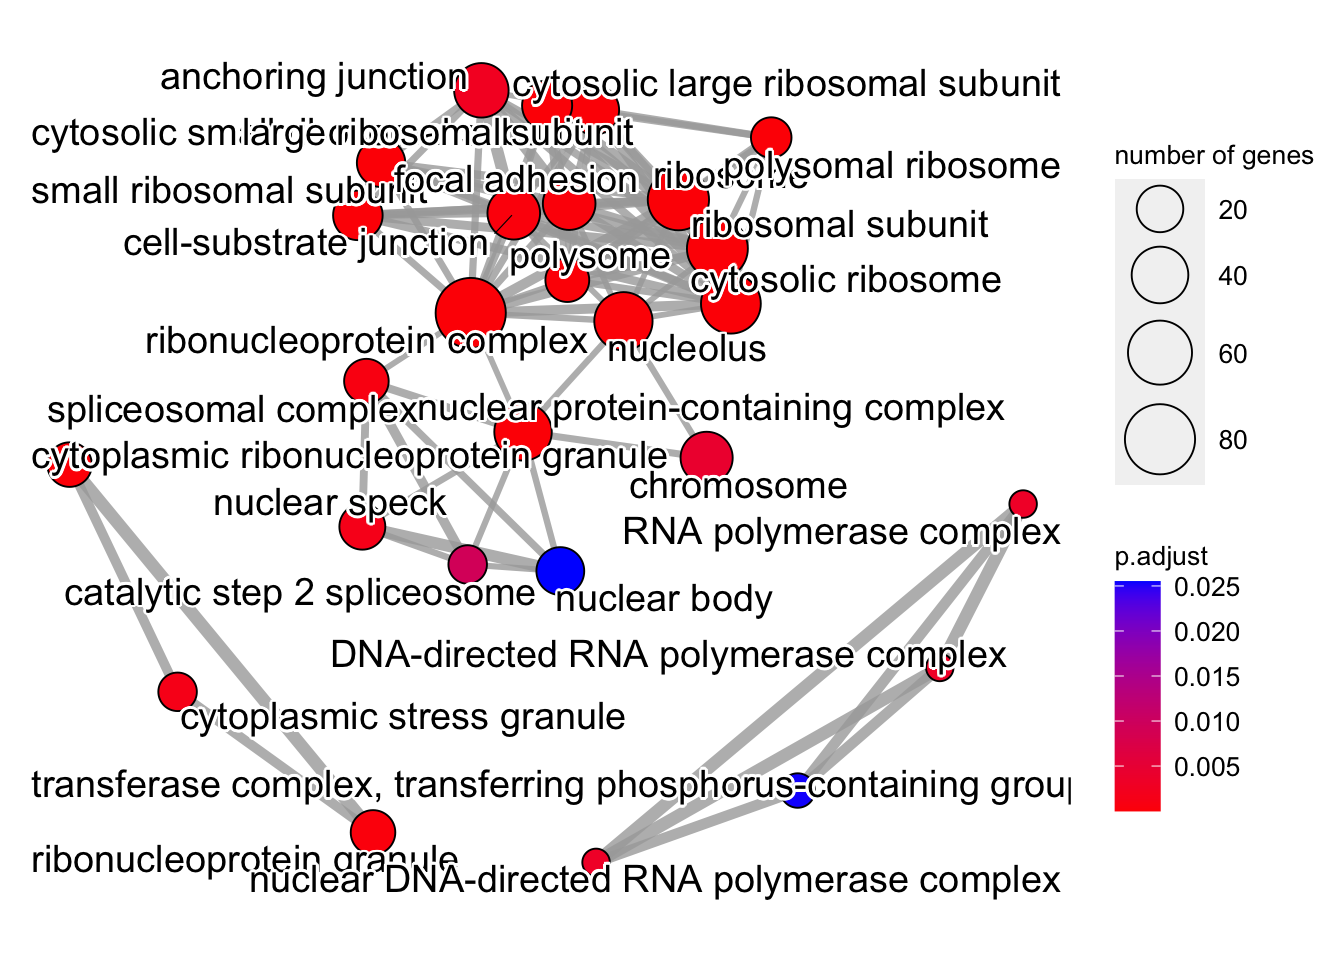 anchoring junction
cytosolic large ribosomal subunit
number of genes
cytosolic small
large ribosomal subunit
polysomal ribosome
focal adhesion
ribosome
small ribosomal subunit
20
ribosomal subunit
cell-substrate junction
polysome
40
cytosolic ribosome
ribonucleoprotein complex
nucleolus
60
spliceosomal complex
nuclear protein-containing complex
80
cytoplasmic ribonucleoprotein granule
chromosome
nuclear speck
RNA polymerase complex
p.adjust
catalytic step 2 spliceosome
nuclear body
0.025
0.020
DNA-directed RNA polymerase complex
0.015
cytoplasmic stress granule
0.010
0.005
transferase complex, transferring phosphorus-containing group
ribonucleoprotein granule
nuclear DNA-directed RNA polymerase complex